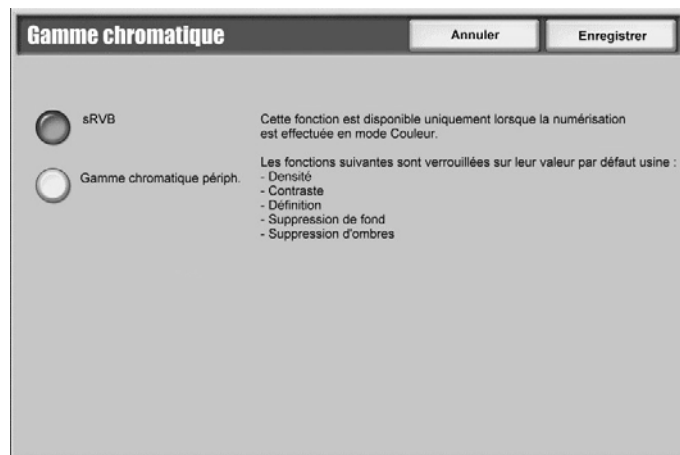 Gamme chromatique
Annuler
Enregistrer
sRVB
Gamme chromatique périph.
Cette fonction est disponible uniquement lorsque la numérisation
est effectuée en mode Couleur.
Les fonctions suivantes sont verrouillées sur leur valeur par défaut usine :
- Densité
- Contraste
- Définition
- Suppression de fond
- Suppression d'ombres